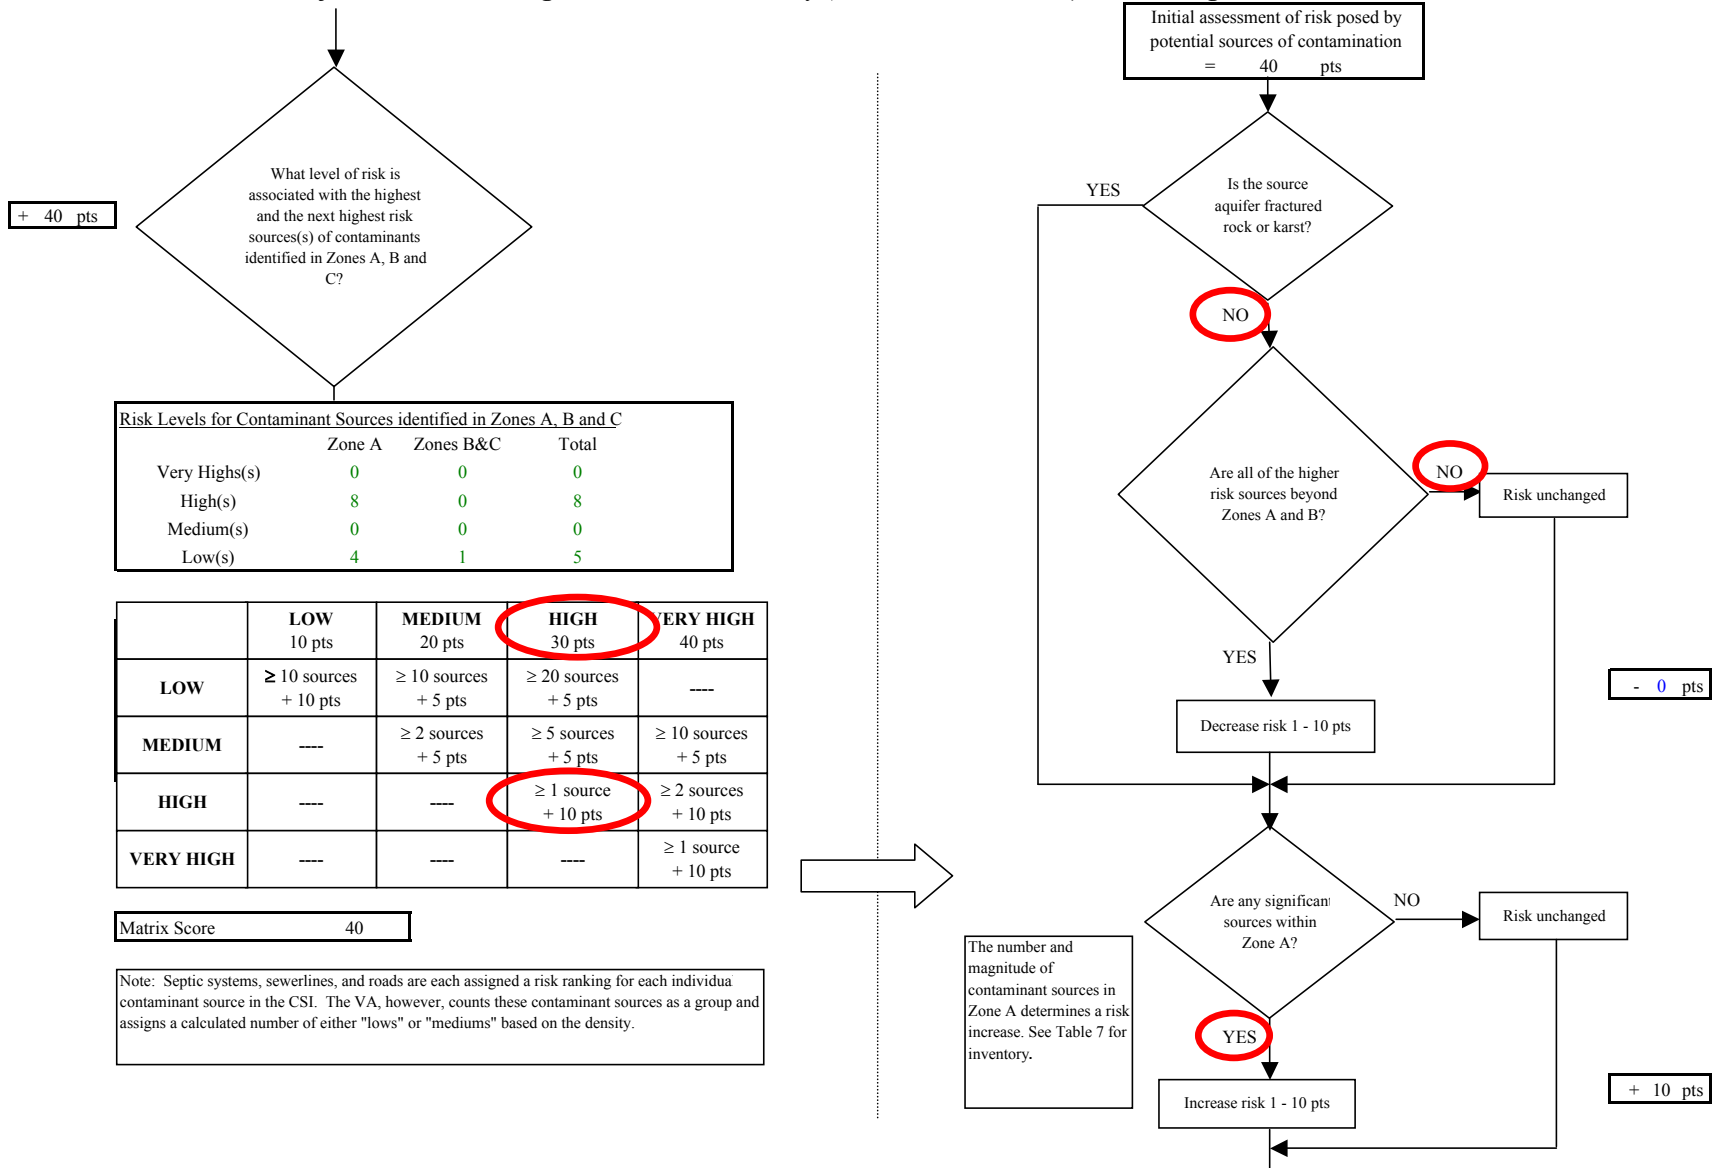 + 40 pts
What level of risk is
associated with the highest
and the next highest risk
sources(s) of contaminants
identified in Zones A, B and
C?
Risk Levels for Contaminant Sources identified in Zones A, B and C
Zone A Zones B&C Total
Very Highs(s) 0 0 0
High(s) 8 0 8
Medium(s) 0 0 0
Low(s) 4 1 5
LOW MEDIUM HIGH VERY HIGH
10 pts 20 pts 30 pts 40 pts
LOW ≥ 10 sources ≥ 10 sources ≥ 20 sources ----
+ 10 pts + 5 pts + 5 pts
MEDIUM ---- ≥ 2 sources ≥ 5 sources ≥ 10 sources
+ 5 pts + 5 pts + 5 pts
HIGH ---- ---- ≥ 1 source ≥ 2 sources
+ 10 pts + 10 pts
VERY HIGH ---- ---- ---- ≥ 1 source
+ 10 pts
Matrix Score 40
Note: Septic systems, sewerlines, and roads are each assigned a risk ranking for each individua
contaminant source in the CSI. The VA, however, counts these contaminant sources as a group and
assigns a calculated number of either "lows" or "mediums" based on the density.
Initial assessment of risk posed by
potential sources of contamination
= 40 pts
YES
Is the source
aquifer fractured
rock or karst?
NO
Are all of the higher
risk sources beyond
Zones A and B?
NO
Risk unchanged
YES
- 0 pts
Decrease risk 1 - 10 pts
Are any significant
sources within
Zone A?
NO
Risk unchanged
The number and
magnitude of
contaminant sources in
Zone A determines a risk
increase. See Table 7 for
inventory.
YES
+ 10 pts
Increase risk 1 - 10 pts